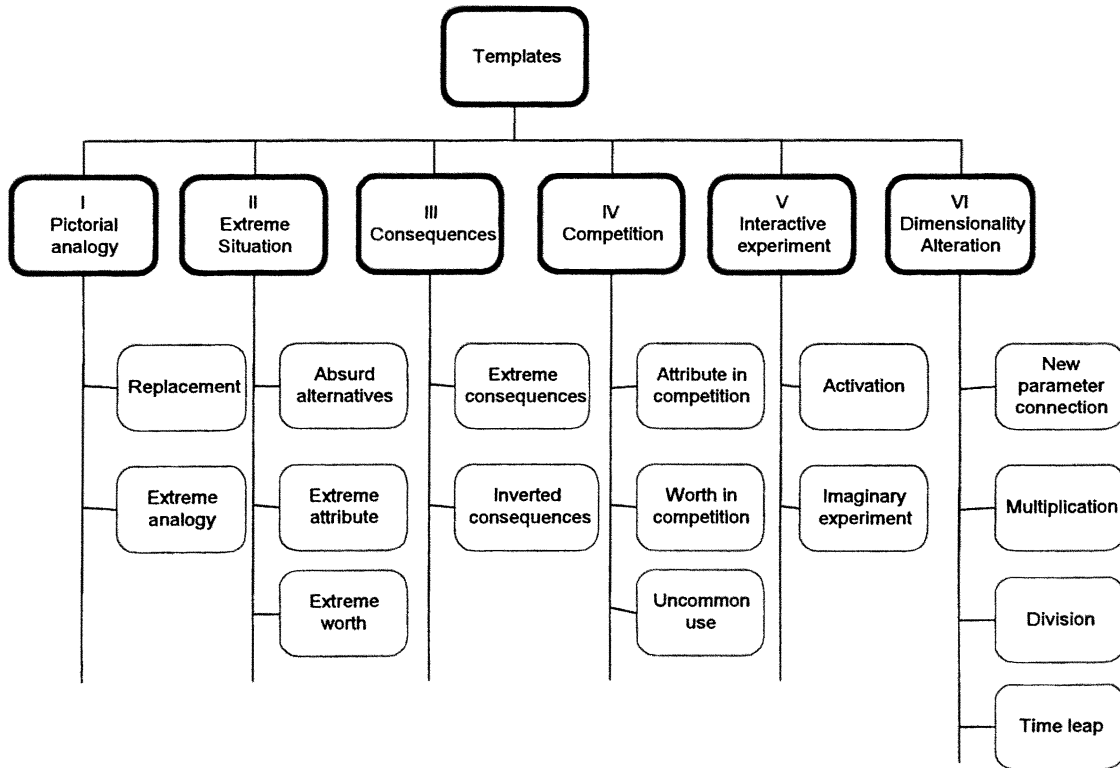 Templates
I
Pictorial
analogy
II
Extreme
Situation
III
Consequences
IV
Competition
V
Interactive
experiment
VI
Dimensionality
Alteration
Replacement
Extreme
analogy
Absurd
alternatives
Extreme
attribute
Extreme
worth
Extreme
consequences
Inverted
consequences
Attribute in
competition
Worth in
competition
Uncommon
use
Activation
Imaginary
experiment
New
parameter
connection
Multiplication
Division
Time leap